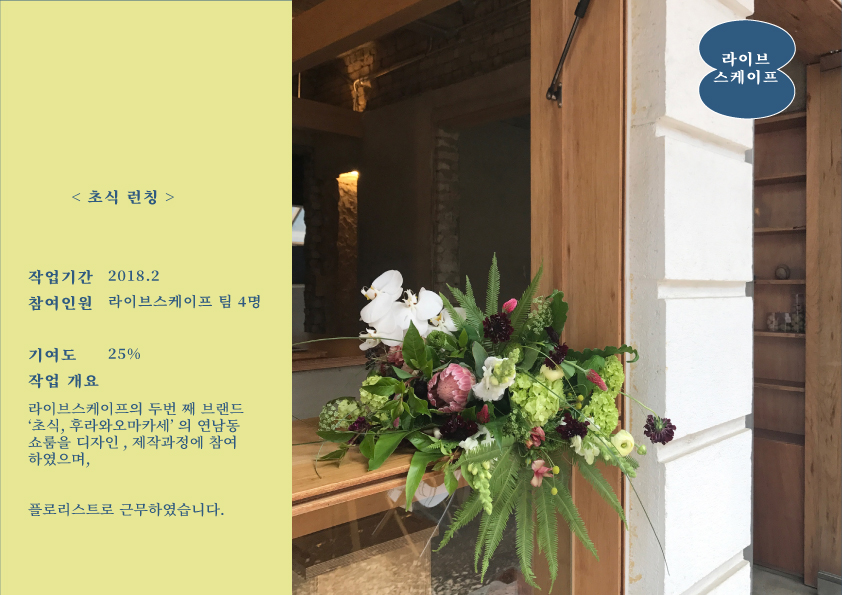 라이브
스케이프
< 초식 런칭 >
작업기간 2018.2
참여인원 라이브스케이프 팀 4명
기여도 25%
작업 개요
라이브스케이프의 두번 째 브랜드
‘초식, 후라와오마카세’ 의 연남동
쇼룸을 디자인 , 제작과정에 참여
하였으며,
플로리스트로 근무하였습니다.